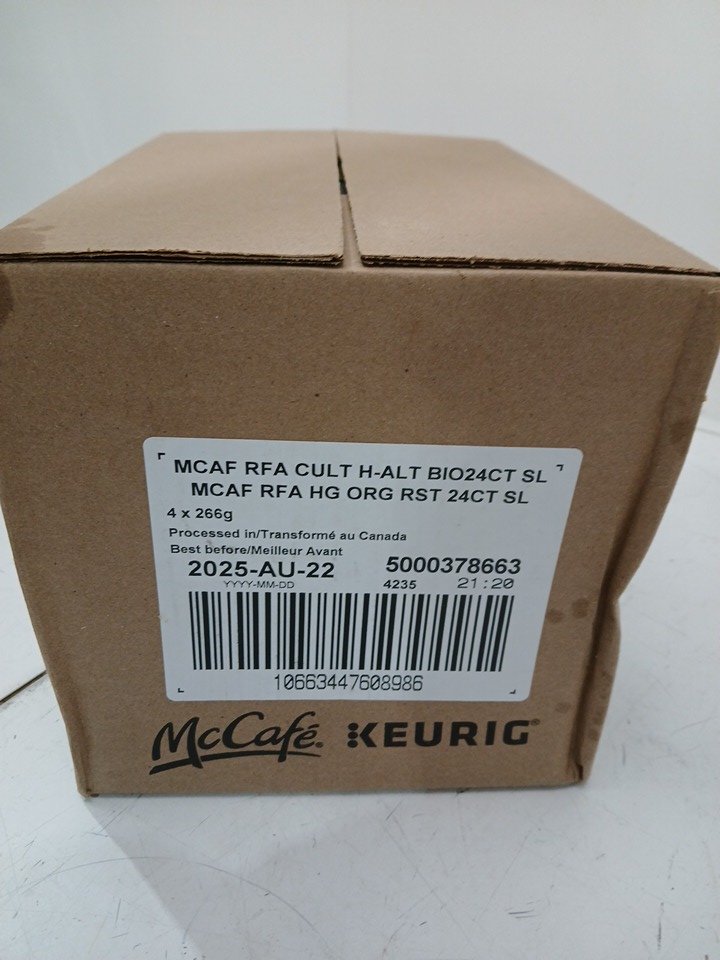 MCAF RFA CULT H-ALT BIO24CT SL
MCAF RFA HG ORG RST 24CT SL
4 x 266g
Processed in/Transformé au Canada
Best before/Meilleur Avant
2025-AU-22 5000378663
YYYY-MM-DD 4235 21:20
10663447608986
McCafé® KEURIG®